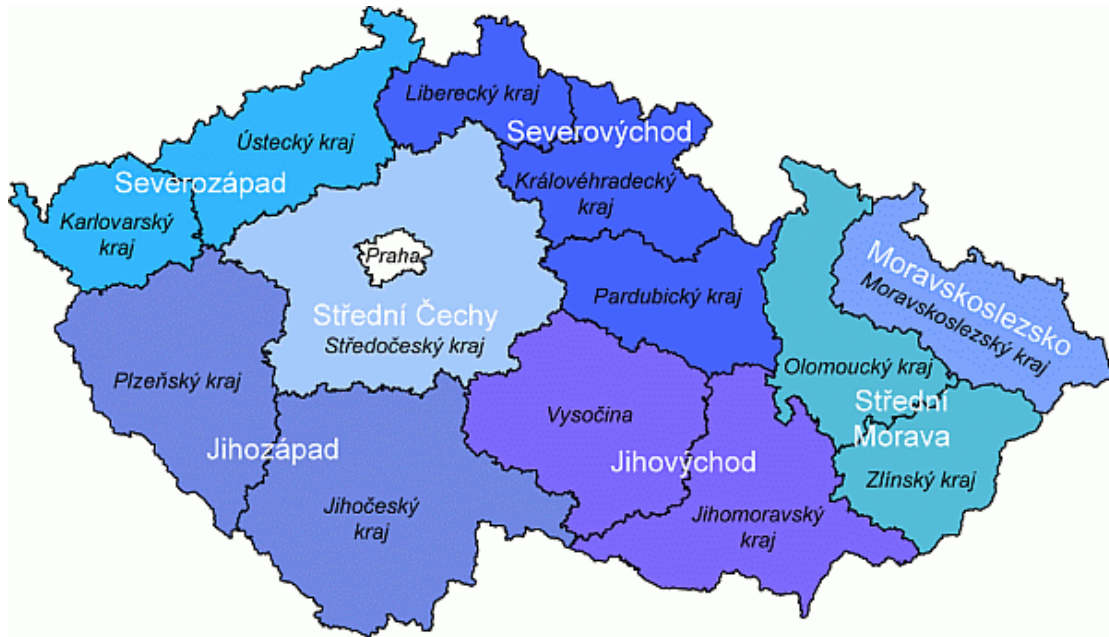 Liberecký kraj
Severovýchod
Ústecký kraj
Severozápad
Královéhradecký
kraj
Karlovarský
kraj
Praha
Moravskoslezsko
Moravskoslezský kraj
Pardubický kraj
Střední Čechy
Středočeský kraj
Plzeňský kraj
Olomoucký kraj
Střední
Morava
Vysočina
Jihozápad
Jihovýchod
Zlínský kraj
Jihočeský
kraj
Jihomoravský
kraj